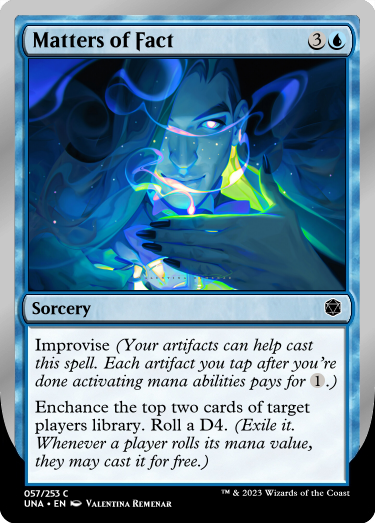 Matters of Fact 3
Sorcery
Improvise (Your artifacts can help cast
this spell. Each artifact you tap after you're
done activating mana abilities pays for 1.)
Enchance the top two cards of target
players library. Roll a D4. (Exile it.
Whenever a player rolls its mana value,
they may cast it for free.)
057/253 C
UNA • EN Valentina Remenar
™ & 2023 Wizards of the Coast